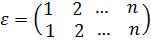 ε = (1 2 … n
1 2 … n)